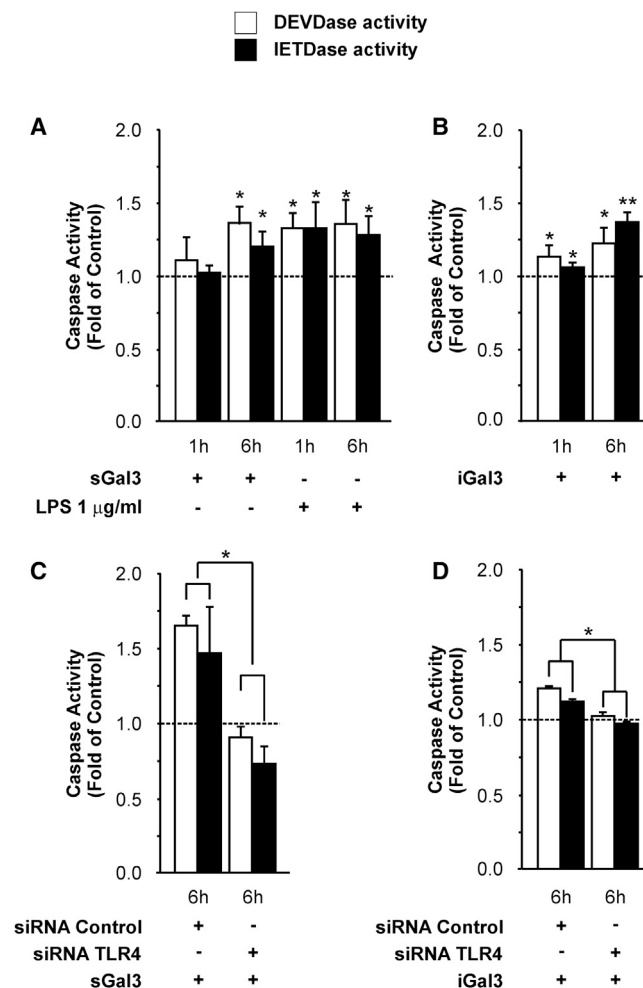 DEVDase activity
IETDase activity
A
2.0
1.5
1.0
0.5
0.0
Caspase Activity
(Fold of Control)
* * * * * *
1h 6h 1h 6h
sGal3 + + - -
LPS 1 µg/ml - - + +
B
2.0
1.5
1.0
0.5
0.0
Caspase Activity
(Fold of Control)
* * * **
1h 6h
iGal3 + +
C
2.0
1.5
1.0
0.5
0.0
Caspase Activity
(Fold of Control)
*
6h 6h
siRNA Control + -
siRNA TLR4 - +
sGal3 + +
D
2.0
1.5
1.0
0.5
0.0
Caspase Activity
(Fold of Control)
*
6h 6h
siRNA Control + -
siRNA TLR4 - +
iGal3 + +